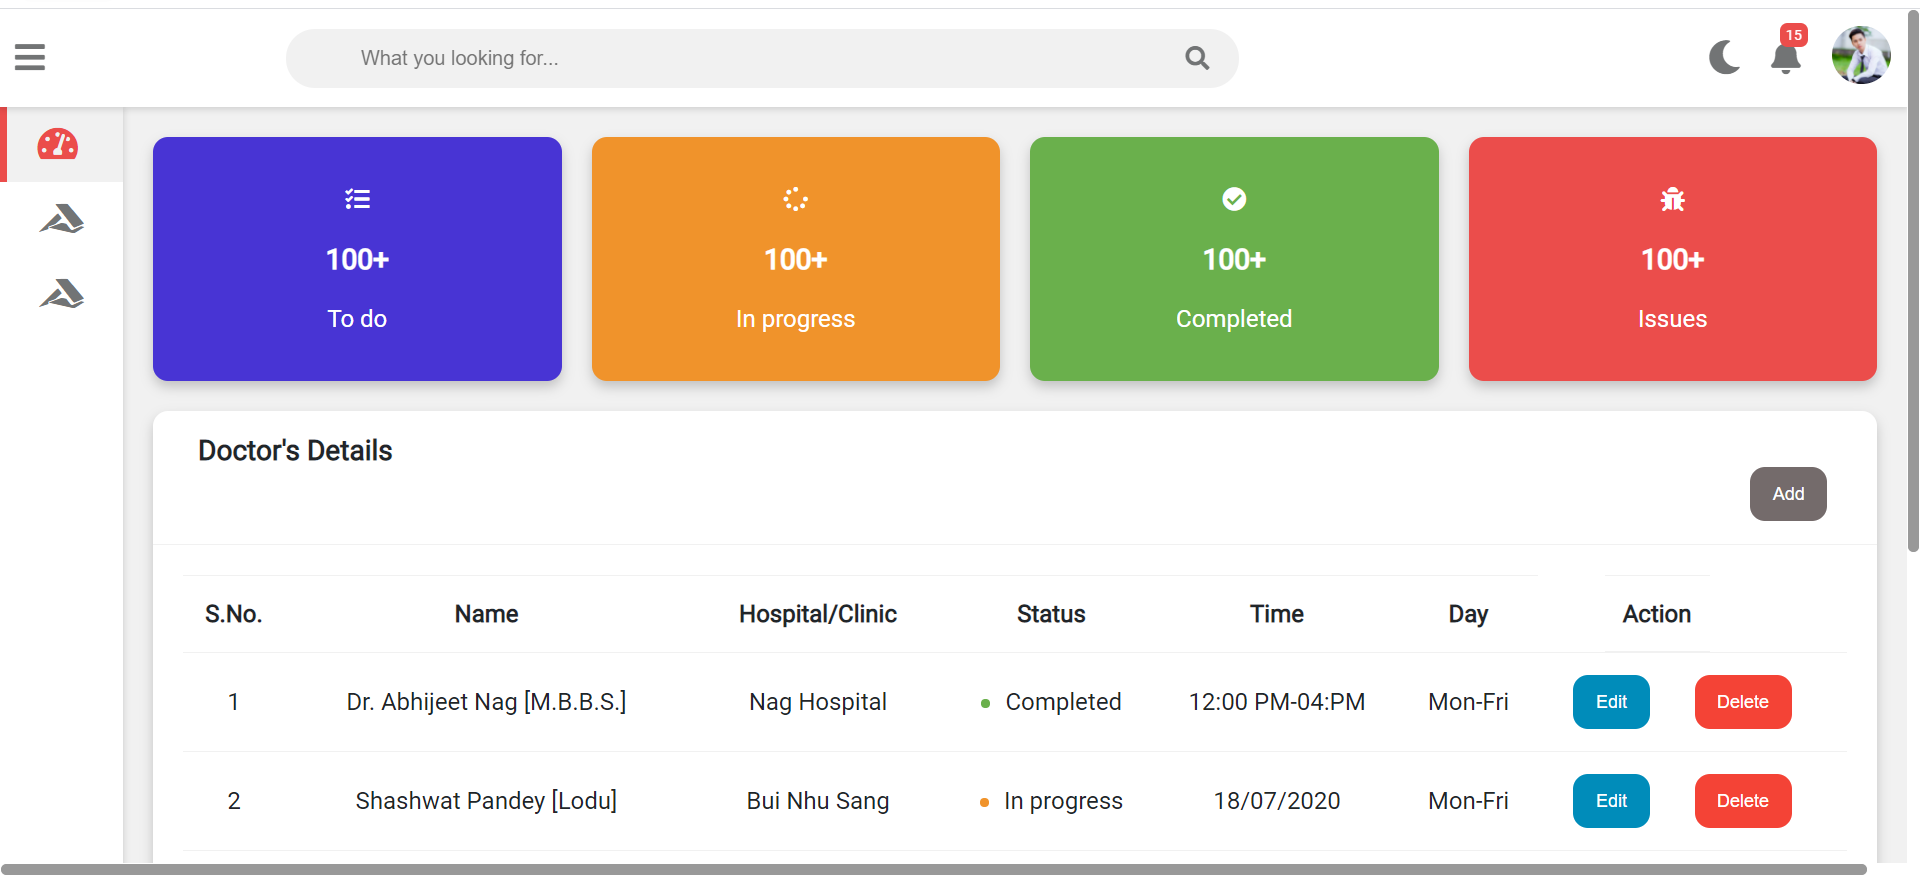 What you looking for...
15
100+
To do
100+
In progress
100+
Completed
100+
Issues
Doctor's Details
Add
S.No. Name Hospital/Clinic Status Time Day Action
1 Dr. Abhijeet Nag [M.B.B.S.] Nag Hospital Completed 12:00 PM-04:PM Mon-Fri Edit Delete
2 Shashwat Pandey [Lodu] Bui Nhu Sang In progress 18/07/2020 Mon-Fri Edit Delete